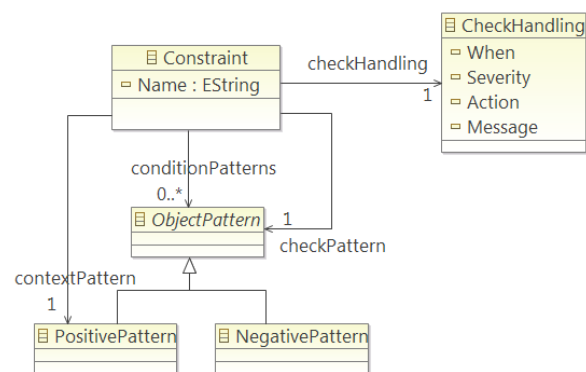 CheckHandling
Constraint
When
checkHandling
Name : EString
Severity
1
Action
Message
conditionPatterns
0..*
ObjectPattern
1
checkPattern
contextPattern
1
PositivePattern
NegativePattern